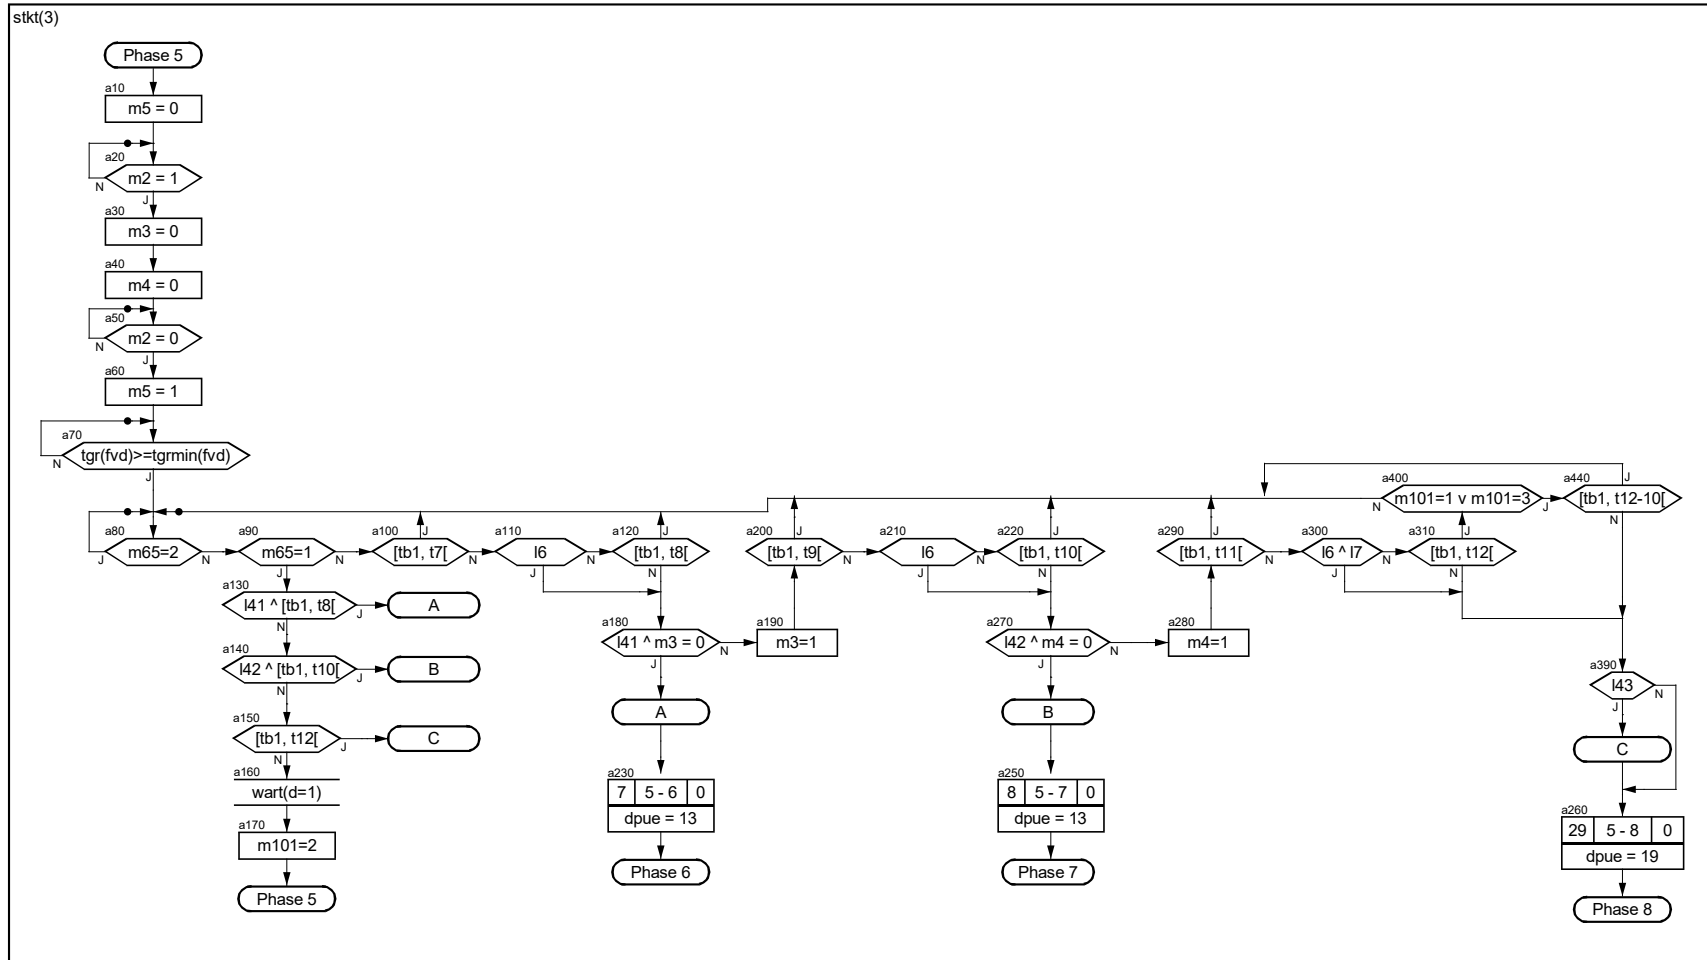 stkt(3)
Phase 5
a10
m5 = 0
a20
m2 = 1
N
J
a30
m3 = 0
a40
m4 = 0
a50
m2 = 0
N
J
a60
m5 = 1
a70
tgr(fvd)>=tgrmin(fvd)
N
J
a80
m65=2
J
N
a90
m65=1
J
N
a100
[tb1, t7[
J
N
a110
l6
J
N
a120
[tb1, t8[
J
N
a130
l41 ^ [tb1, t8[
J
N
A
a140
l42 ^ [tb1, t10[
J
N
B
a150
[tb1, t12[
J
N
C
a160
wart(d=1)
a170
m101=2
Phase 5
a180
l41 ^ m3 = 0
J
N
a190
m3=1
A
a230
7 5 - 6 0
dpue = 13
Phase 6
a200
[tb1, t9[
J
N
a210
l6
J
N
a220
[tb1, t10[
J
N
a270
l42 ^ m4 = 0
J
N
a280
m4=1
B
a250
8 5 - 7 0
dpue = 13
Phase 7
a290
[tb1, t11[
J
N
a300
l6 ^ l7
J
N
a310
[tb1, t12[
J
N
a400
m101=1 v m101=3
N
J
a440
[tb1, t12-10[
J
N
a390
l43
J
N
C
a260
29 5 - 8 0
dpue = 19
Phase 8